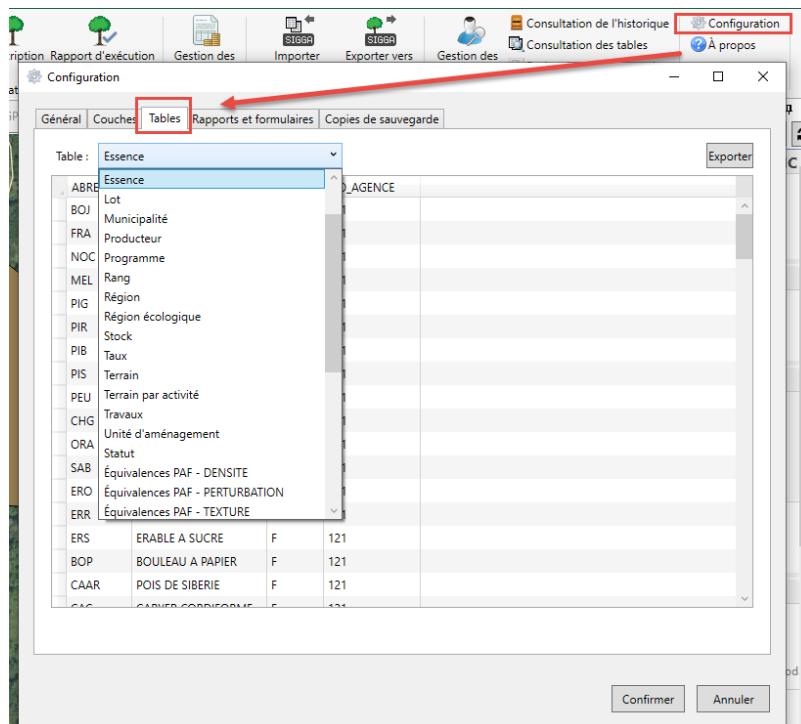 Consultation de l'historique
Configuration
SIGGA
SIGGA
Consultation des tables
À propos
Rapport d'exécution
Gestion des
Importer
Exporter vers
Gestion des
Configuration
Général
Couches
Tables
Rapports et formulaires
Copies de sauvegarde
Table :
Essence
Exporter
ABRE
_AGENCE
Essence
Lot
Municipalité
Producteur
Programme
Rang
Région
Région écologique
Stock
Taux
Terrain
Terrain par activité
Travaux
Unité d'aménagement
Statut
Équivalences PAF - DENSITE
Équivalences PAF - PERTURBATION
Équivalences PAF - TEXTURE
BOJ
FRA
NOC
MEL
PIG
PIR
PIB
PIS
PEU
CHG
ORA
SAB
ERO
ERR
ERS ERABLE A SUCRE F 121
BOP BOULEAU A PAPIER F 121
CAAR POIS DE SIBERIE F 121
Confirmer
Annuler